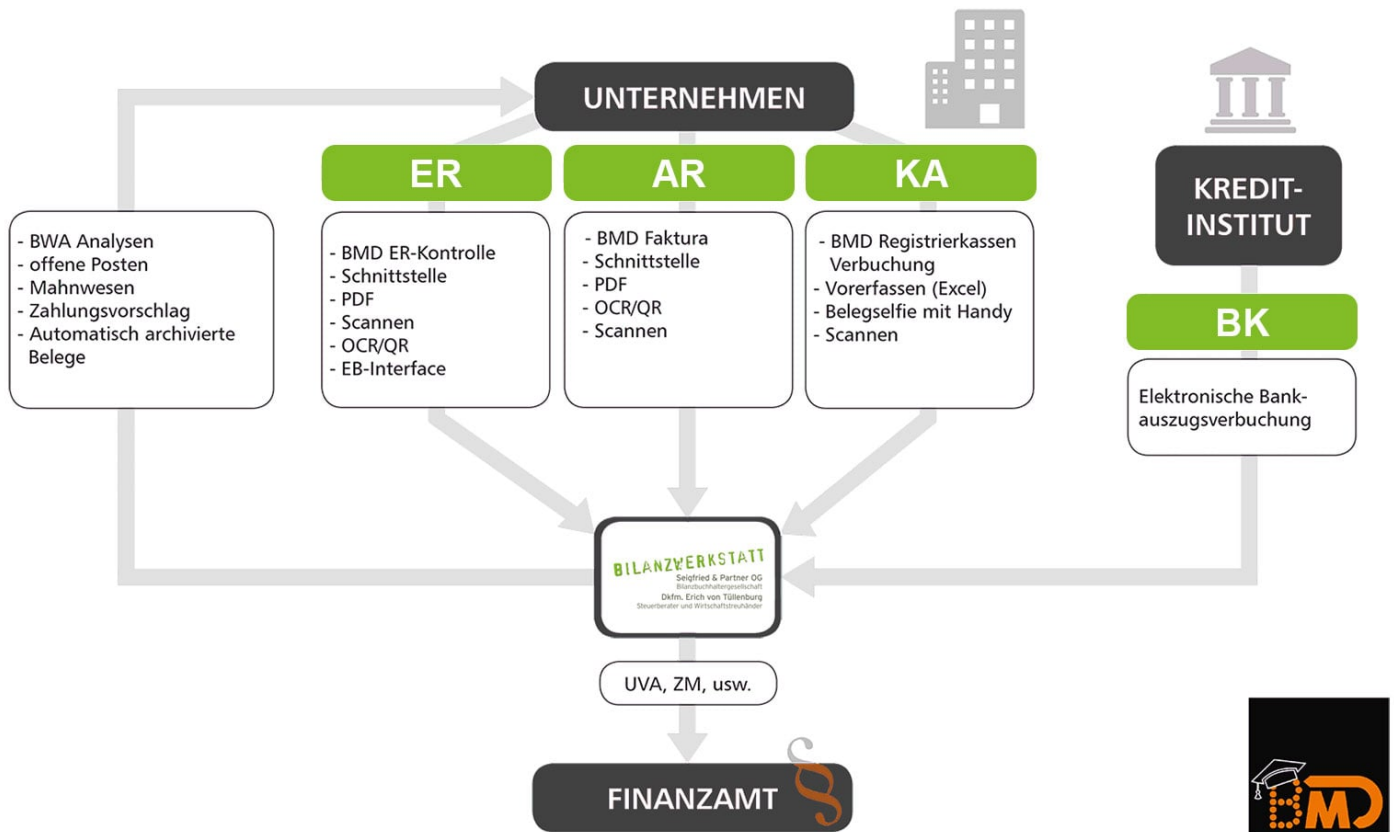 UNTERNEHMEN
ER
AR
KA
KREDIT-
INSTITUT
- BWA Analysen
- offene Posten
- Mahnwesen
- Zahlungsvorschlag
- Automatisch archivierte
Belege
- BMD ER-Kontrolle
- Schnittstelle
- PDF
- Scannen
- OCR/QR
- EB-Interface
- BMD Faktura
- Schnittstelle
- PDF
- OCR/QR
- Scannen
- BMD Registrierkassen
Verbuchung
- Vorerfassen (Excel)
- Belegselfie mit Handy
- Scannen
BK
Elektronische Bank-
auszugsverbuchung
BILANZWERKSTATT
Seigfried & Partner OG
Bilanzbuchhaltergesellschaft
Dkfm. Erich von Tüllenburg
Steuerberater und Wirtschaftstreuhänder
UVA, ZM, usw.
FINANZAMT
§
BMD